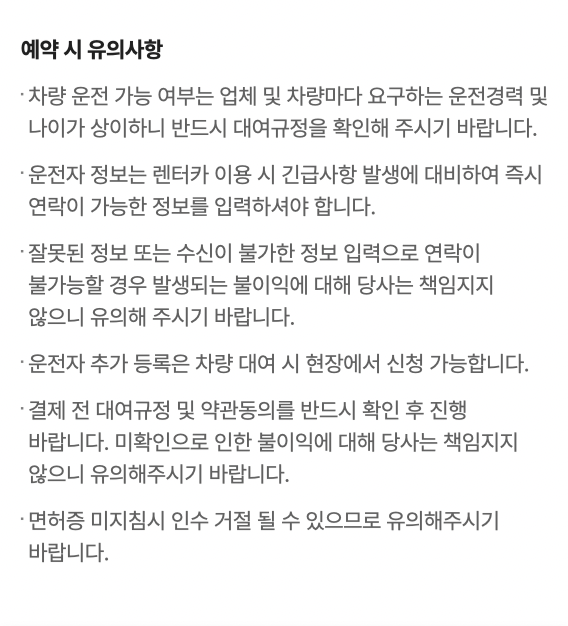 예약 시 유의사항
· 차량 운전 가능 여부는 업체 및 차량마다 요구하는 운전경력 및
나이가 상이하니 반드시 대여규정을 확인해 주시기 바랍니다.
· 운전자 정보는 렌터카 이용 시 긴급사항 발생에 대비하여 즉시
연락이 가능한 정보를 입력하셔야 합니다.
· 잘못된 정보 또는 수신이 불가한 정보 입력으로 연락이
불가능할 경우 발생되는 불이익에 대해 당사는 책임지지
않으니 유의해 주시기 바랍니다.
· 운전자 추가 등록은 차량 대여 시 현장에서 신청 가능합니다.
· 결제 전 대여규정 및 약관동의를 반드시 확인 후 진행
바랍니다. 미확인으로 인한 불이익에 대해 당사는 책임지지
않으니 유의해주시기 바랍니다.
· 면허증 미지침시 인수 거절 될 수 있으므로 유의해주시기
바랍니다.